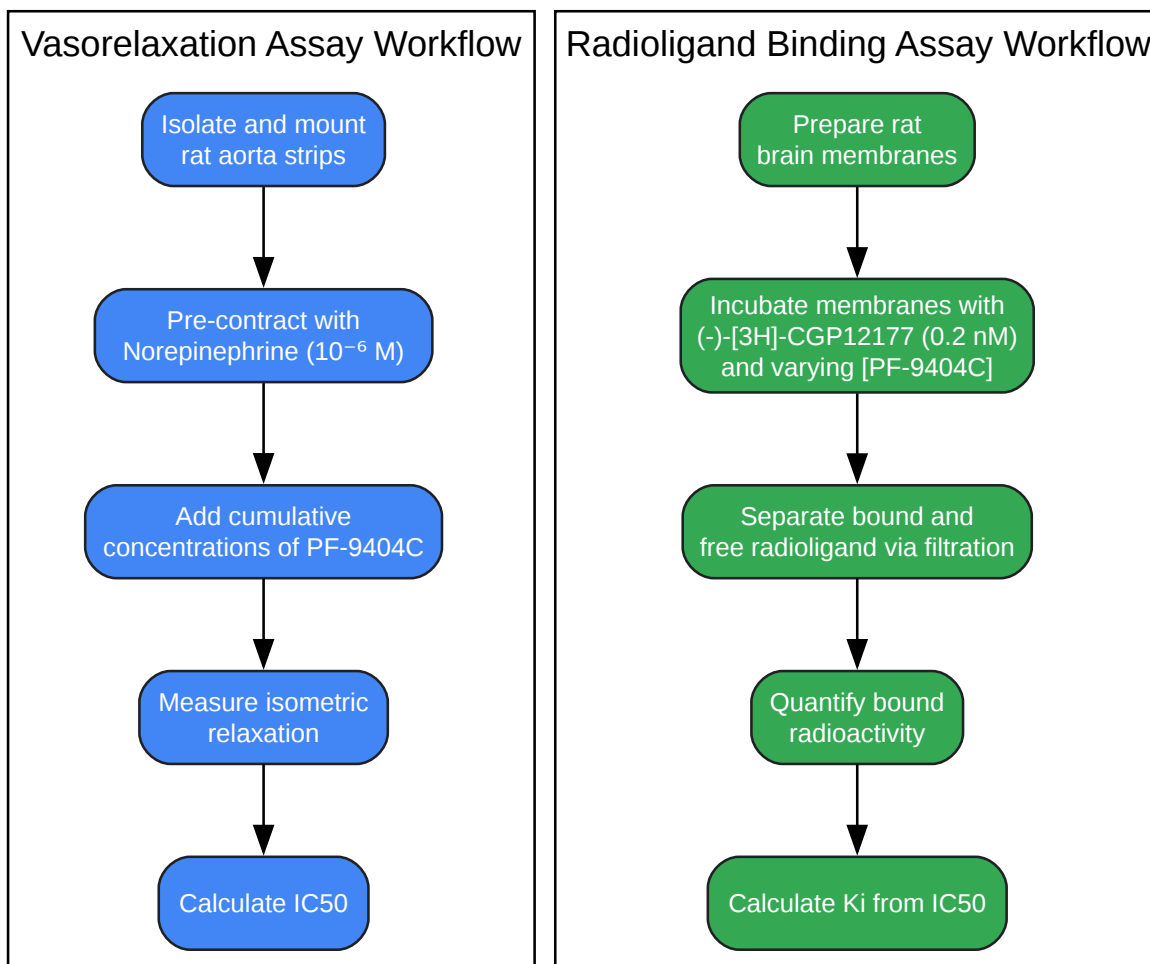 Vasorelaxation Assay Workflow
Isolate and mount
rat aorta strips
Pre-contract with
Norepinephrine (10⁻⁶ M)
Add cumulative
concentrations of PF-9404C
Measure isometric
relaxation
Calculate IC50
Radioligand Binding Assay Workflow
Prepare rat
brain membranes
Incubate membranes with
(-)-[3H]-CGP12177 (0.2 nM)
and varying [PF-9404C]
Separate bound and
free radioligand via filtration
Quantify bound
radioactivity
Calculate Ki from IC50